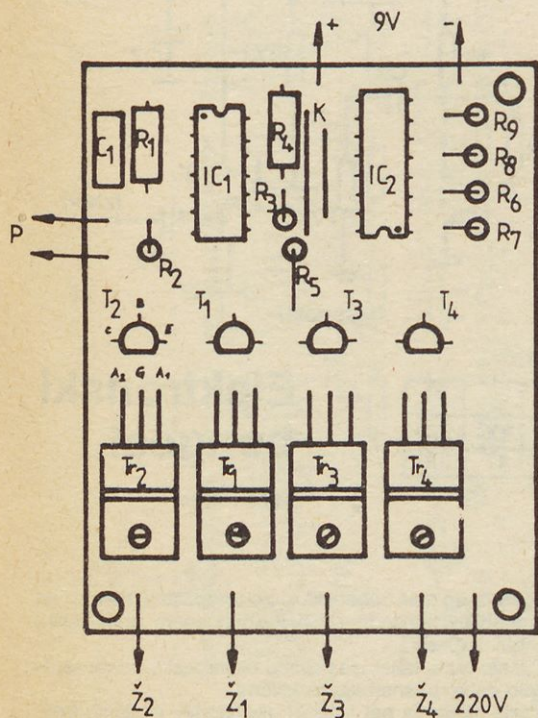 + 9V -
C1 R1 IC1 R4 K IC2 R9
R8
R3 R6
P R2 R5 R7
T2 B T1 T3 T4
C E
A2 G A1
Tr2 Tr1 Tr3 Tr4
Ž2 Ž1 Ž3 Ž4 220V